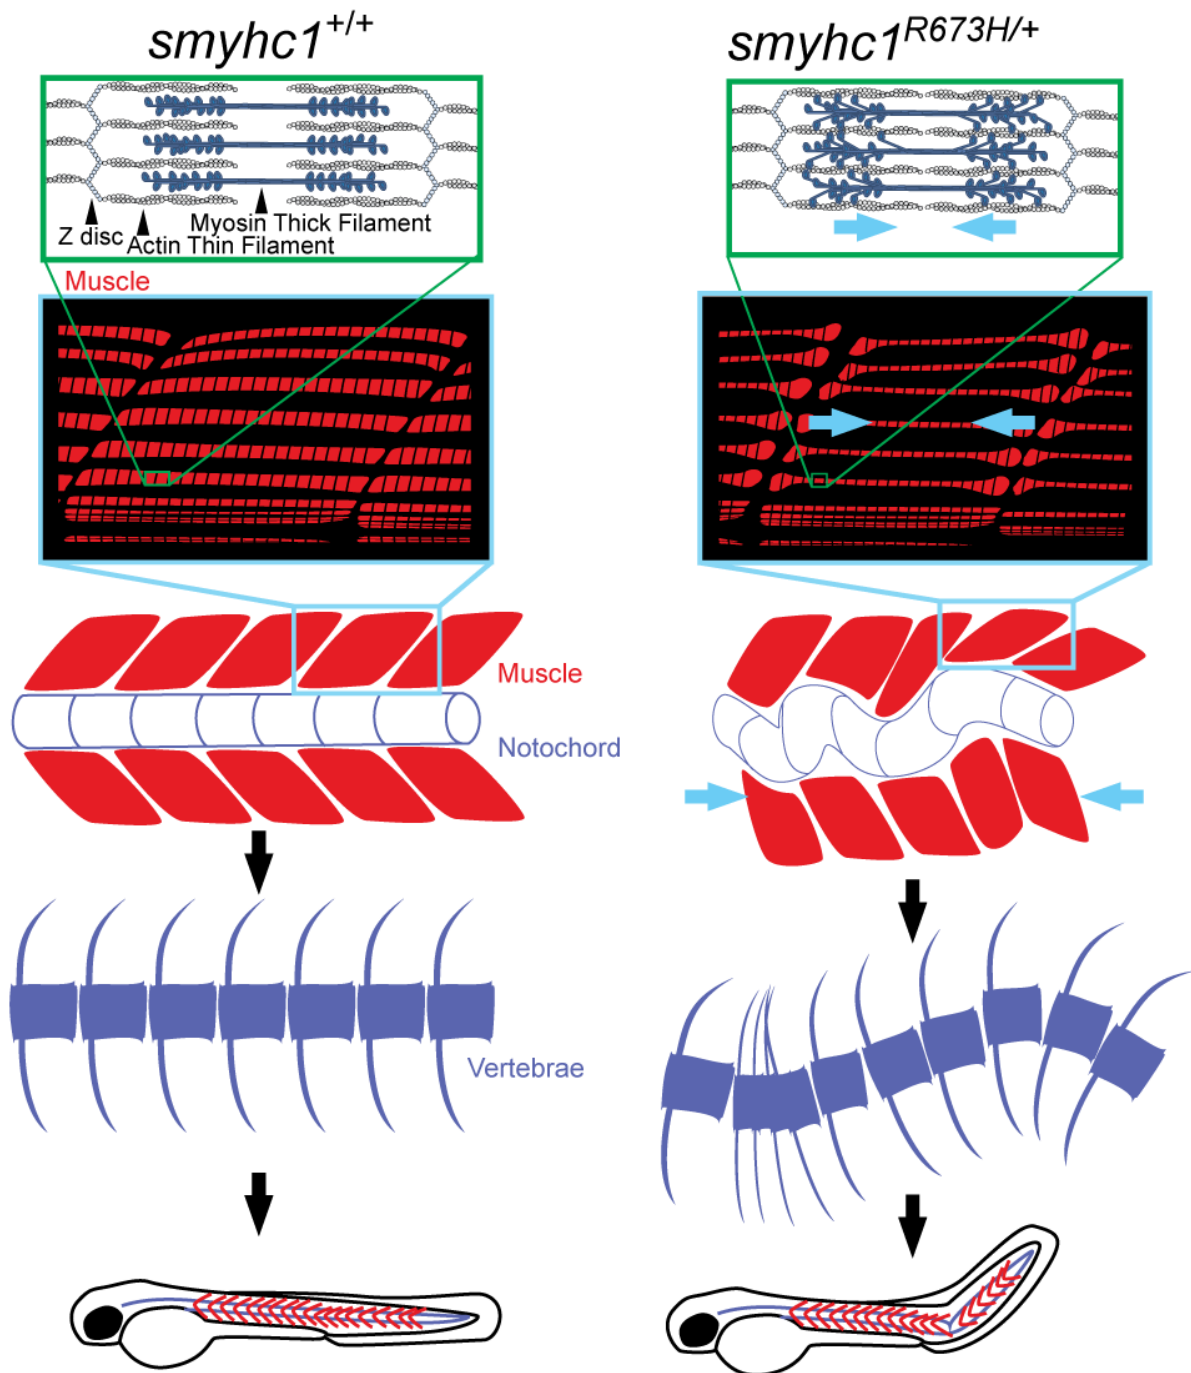 smyhc1+/+
smyhc1R673H/+
Myosin Thick Filament
Z disc
Actin Thin Filament
Muscle
Muscle
Notochord
Vertebrae